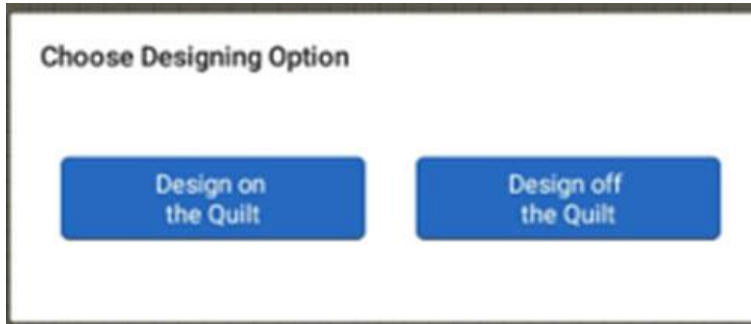 Choose Designing Option
Design on
the Quilt
Design off
the Quilt